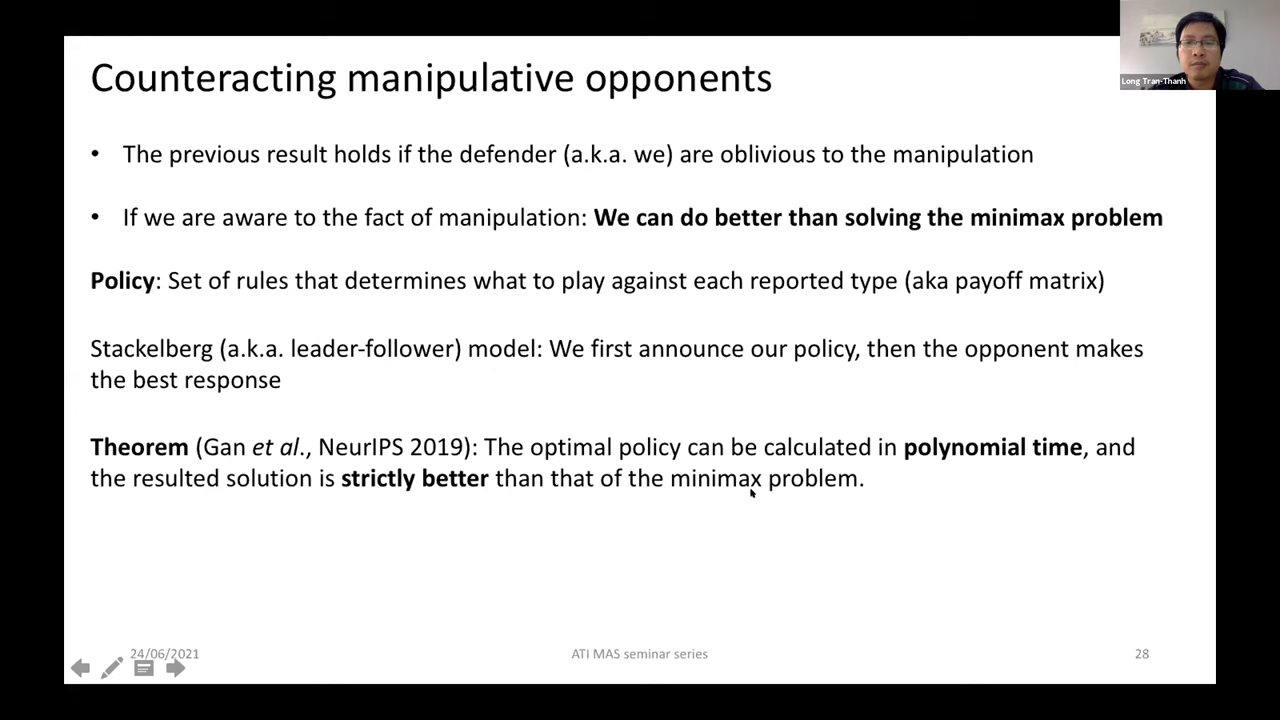 Counteracting manipulative opponents
Long Tran-Thanh
• The previous result holds if the defender (a.k.a. we) are oblivious to the manipulation
• If we are aware to the fact of manipulation: We can do better than solving the minimax problem
Policy: Set of rules that determines what to play against each reported type (aka payoff matrix)
Stackelberg (a.k.a. leader-follower) model: We first announce our policy, then the opponent makes
the best response
Theorem (Gan et al., NeurIPS 2019): The optimal policy can be calculated in polynomial time, and
the resulted solution is strictly better than that of the minimax problem.
24/06/2021
ATI MAS seminar series
28